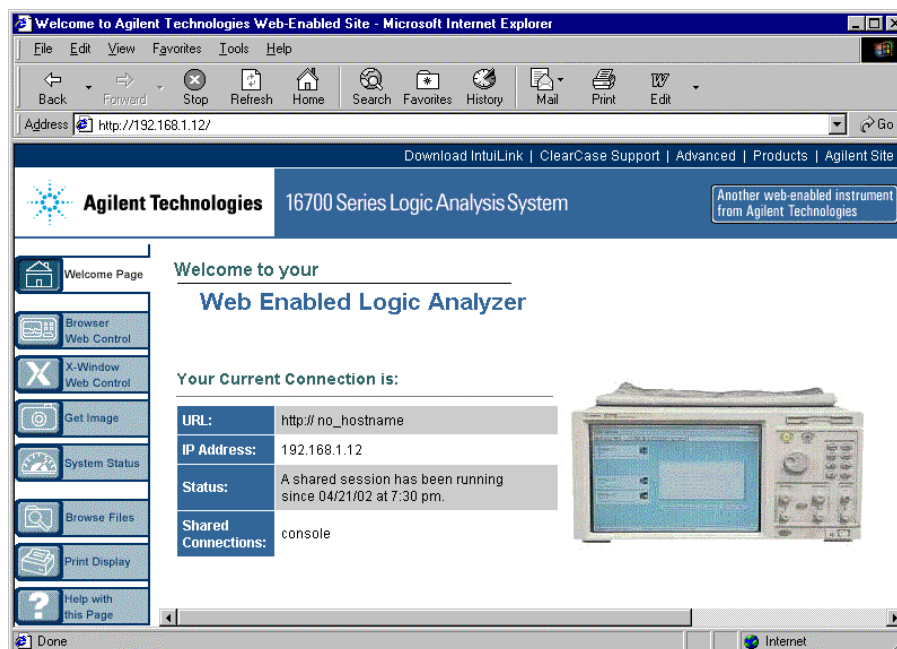 Welcome to Agilent Technologies Web-Enabled Site - Microsoft Internet Explorer
File Edit View Favorites Tools Help
Back Forward Stop Refresh Home Search Favorites History Mail Print Edit
Address http://192.168.1.12/ Go
Download IntuiLink | ClearCase Support | Advanced | Products | Agilent Site
Agilent Technologies
16700 Series Logic Analysis System
Another web-enabled instrument
from Agilent Technologies
Welcome Page
Browser
Web Control
X-Window
Web Control
Get Image
System Status
Browse Files
Print Display
Help with
this Page
Welcome to your
Web Enabled Logic Analyzer
Your Current Connection is:
URL: http:// no_hostname
IP Address: 192.168.1.12
Status: A shared session has been running
since 04/21/02 at 7:30 pm.
Shared
Connections: console
Done
Internet